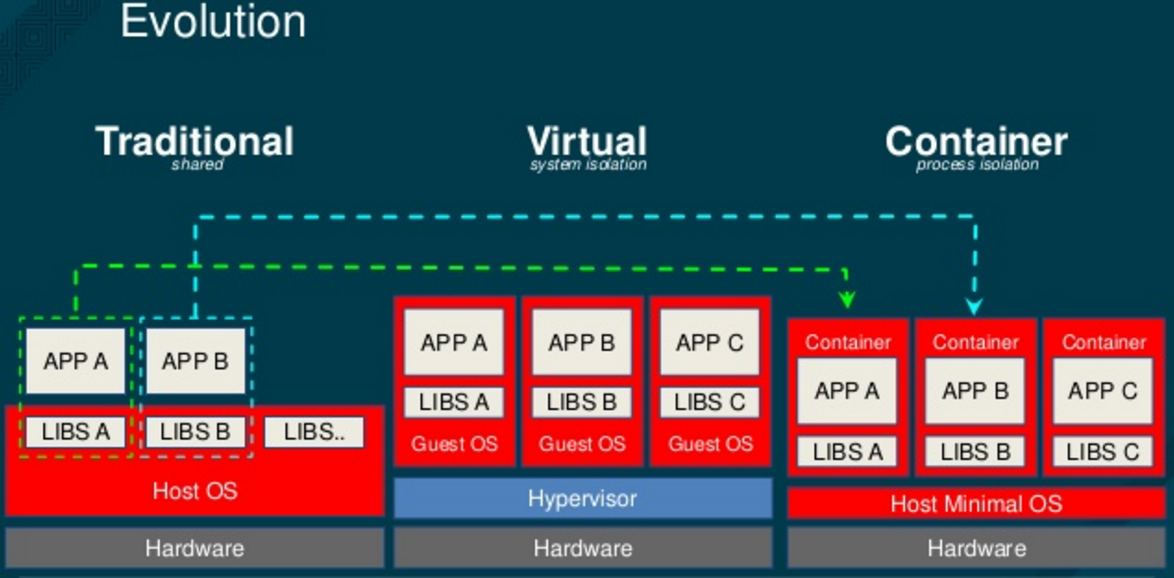 Evolution
Traditional
shared
APP A
APP B
LIBS A
LIBS B
LIBS..
Host OS
Hardware
Virtual
system isolation
APP A
APP B
APP C
LIBS A
LIBS B
LIBS C
Guest OS
Guest OS
Guest OS
Hypervisor
Hardware
Container
process isolation
Container
Container
Container
APP A
APP B
APP C
LIBS A
LIBS B
LIBS C
Host Minimal OS
Hardware